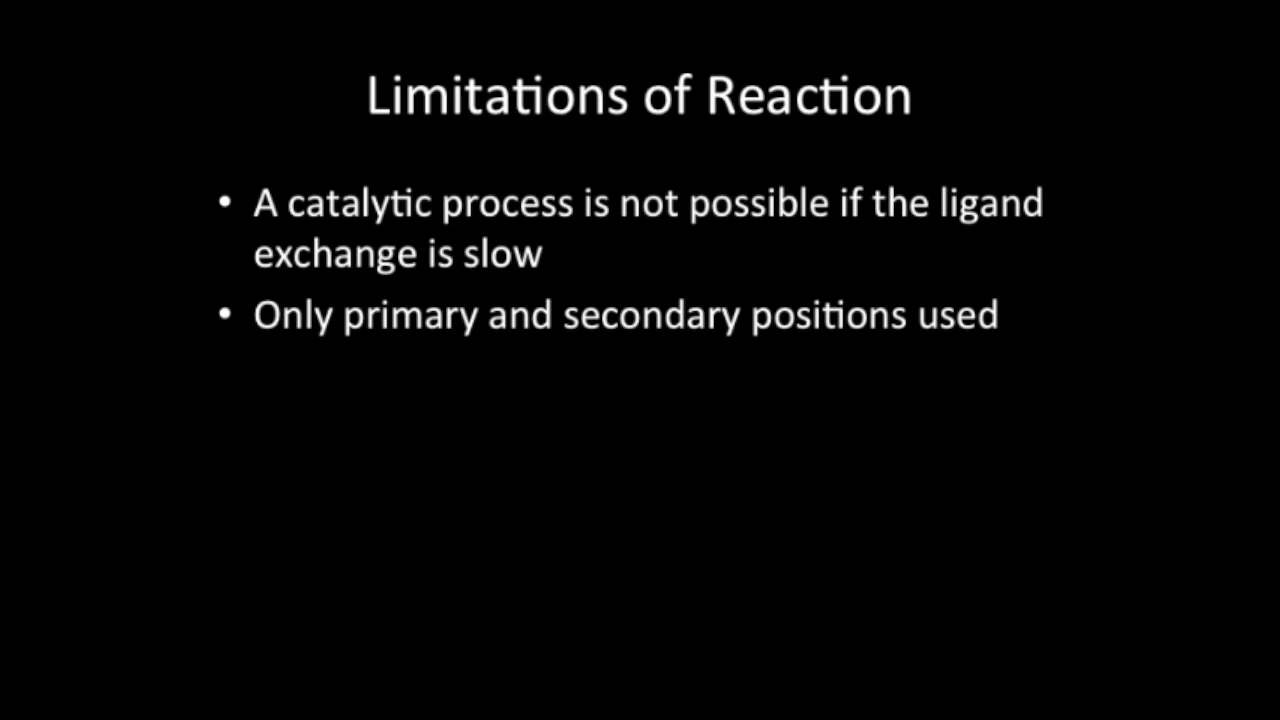 Limitations of Reaction
• A catalytic process is not possible if the ligand
exchange is slow
• Only primary and secondary positions used